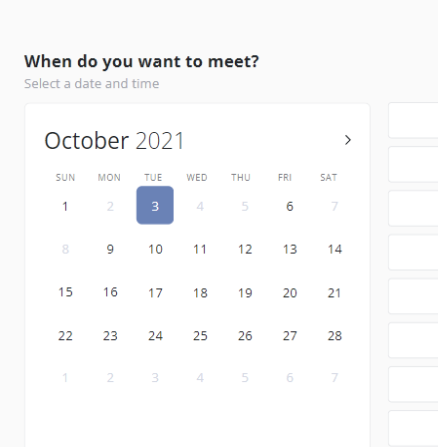 When do you want to meet?
Select a date and time
October 2021
SUN MON TUE WED THU FRI SAT
1 2 3 4 5 6 7
8 9 10 11 12 13 14
15 16 17 18 19 20 21
22 23 24 25 26 27 28
1 2 3 4 5 6 7